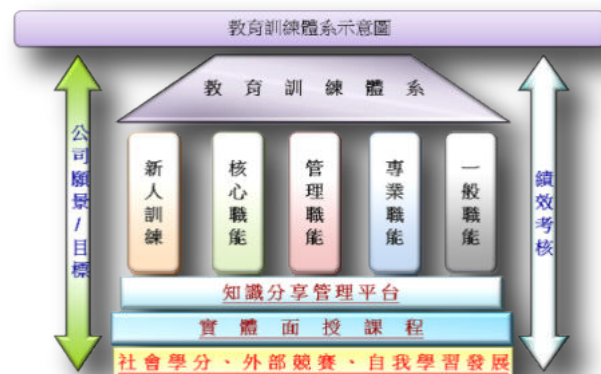 教育訓練體系示意圖
教育訓練體系
公司願景/目標
新人訓練
核心職能
管理職能
專業職能
一般職能
績效考核
知識分享管理平台
實體面授課程
社會學分、外部競賽、自我學習發展